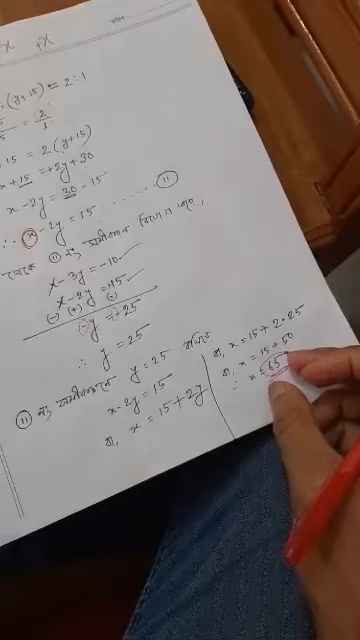 x +x
(y+15) = 2:1
5 = 2/1
15 = 2(y+15)
x+15 = +2y+30
x-2y = 30-15
∴ x-2y = 15 ........ (II)
থেকে (II) নং সমীকরণ বিয়োগ করে,
x-3y = -10
x-2y = +15
(-) (+) (-)
-y = -25
∴ y = 25
(II) নং সমীকরণে y = 25 বসিয়ে
x-2y = 15
বা, x = 15+2y
বা, x = 15+2.25
বা, x = 15+50
∴ x = 65